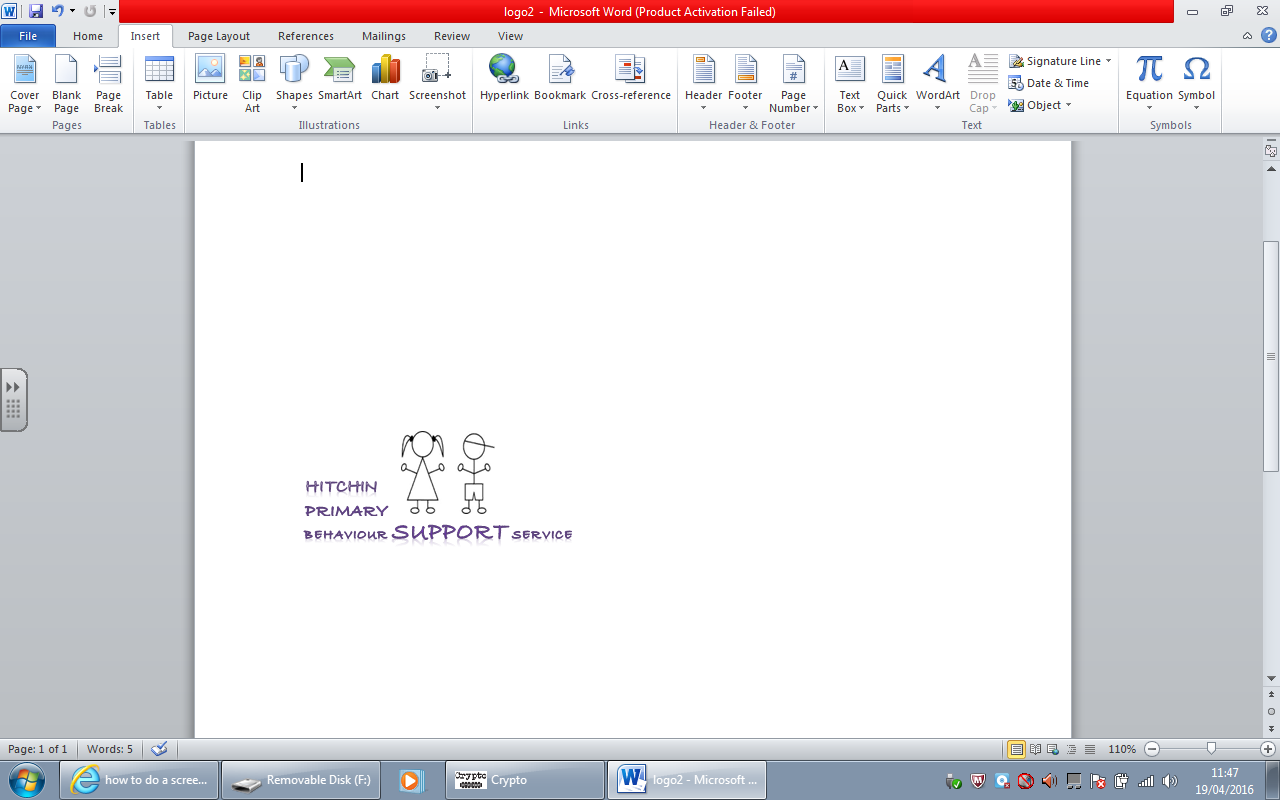 logo2 - Microsoft Word (Product Activation Failed)
File Home Insert Page Layout References Mailings Review View
Cover Page Blank Page Page Break Table Picture Clip Art Shapes SmartArt Chart Screenshot Hyperlink Bookmark Cross-reference Header Footer Page Number Text Box Quick Parts WordArt Drop Cap Signature Line Date & Time Object Equation Symbol
Pages Tables Illustrations Links Header & Footer Text Symbols
HITCHIN
PRIMARY
BEHAVIOUR SUPPORT SERVICE
Page: 1 of 1 Words: 5 110%
how to do a scree... Removable Disk (F:) Crypto Crypto logo2 - Microsoft ... 11:47
19/04/2016